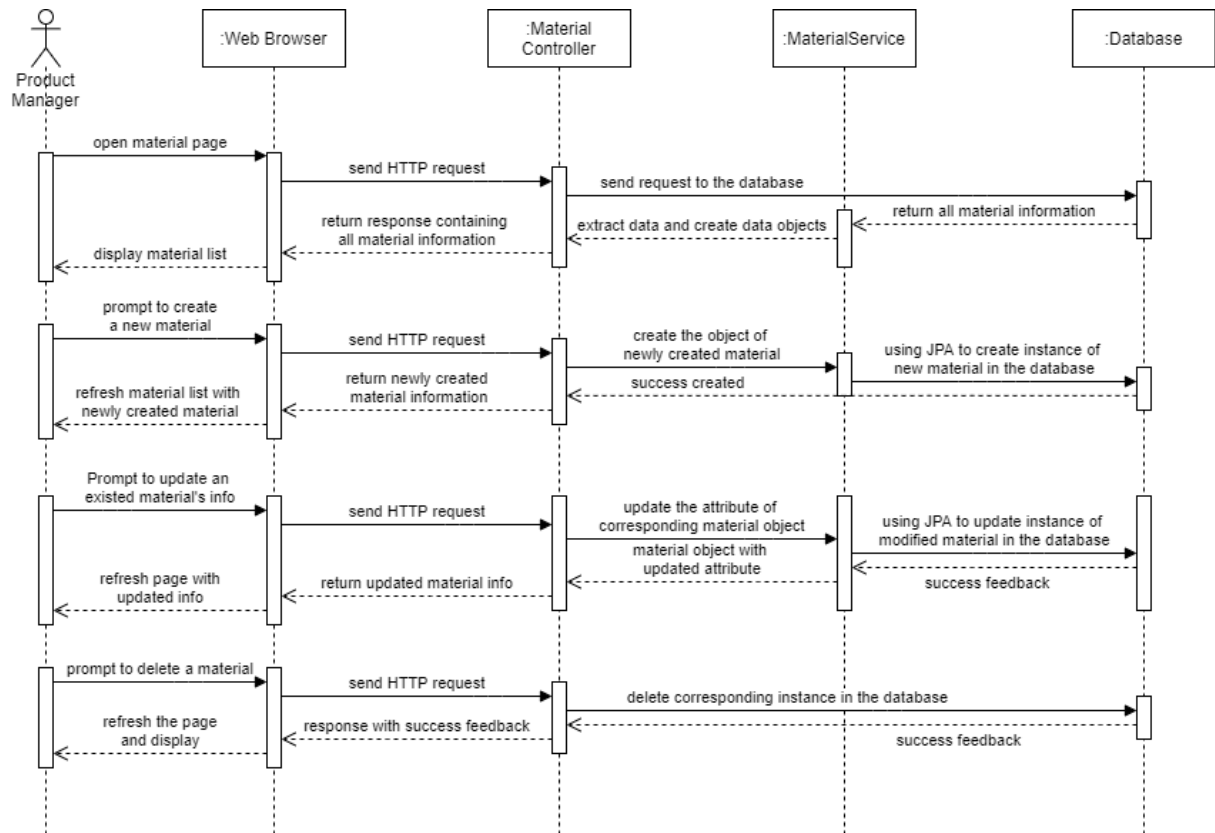 :Web Browser
:Material
Controller
:MaterialService
:Database
Product
Manager
open material page
send HTTP request
send request to the database
return all material information
extract data and create data objects
return response containing
all material information
display material list
prompt to create
a new material
send HTTP request
create the object of
newly created material
using JPA to create instance of
new material in the database
success created
return newly created
material information
refresh material list with
newly created material
Prompt to update an
existed material's info
send HTTP request
update the attribute of
corresponding material object
using JPA to update instance of
modified material in the database
material object with
updated attribute
success feedback
return updated material info
refresh page with
updated info
prompt to delete a material
send HTTP request
delete corresponding instance in the database
success feedback
response with success feedback
refresh the page
and display